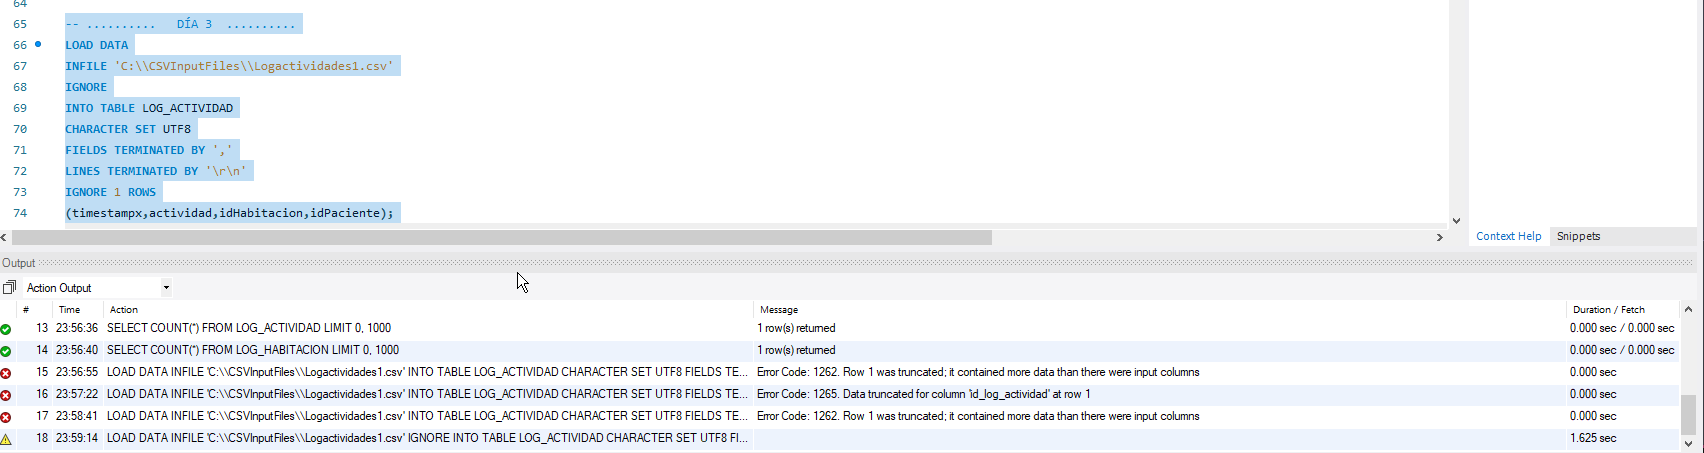 64
65 -- .......... DÍA 3 ..........
66 LOAD DATA
67 INFILE 'C:\\CSVInputFiles\\Logactividades1.csv'
68 IGNORE
69 INTO TABLE LOG_ACTIVIDAD
70 CHARACTER SET UTF8
71 FIELDS TERMINATED BY ','
72 LINES TERMINATED BY '\r\n'
73 IGNORE 1 ROWS
74 (timestampx,actividad,idHabitacion,idPaciente);
Context Help Snippets
Output
Action Output
# Time Action Message Duration / Fetch
13 23:56:36 SELECT COUNT(*) FROM LOG_ACTIVIDAD LIMIT 0, 1000 1 row(s) returned 0.000 sec / 0.000 sec
14 23:56:40 SELECT COUNT(*) FROM LOG_HABITACION LIMIT 0, 1000 1 row(s) returned 0.000 sec / 0.000 sec
15 23:56:55 LOAD DATA INFILE 'C:\\CSVInputFiles\\Logactividades1.csv' INTO TABLE LOG_ACTIVIDAD CHARACTER SET UTF8 FIELDS TE... Error Code: 1262. Row 1 was truncated; it contained more data than there were input columns 0.000 sec
16 23:57:22 LOAD DATA INFILE 'C:\\CSVInputFiles\\Logactividades1.csv' INTO TABLE LOG_ACTIVIDAD CHARACTER SET UTF8 FIELDS TE... Error Code: 1265. Data truncated for column 'id_log_actividad' at row 1 0.000 sec
17 23:58:41 LOAD DATA INFILE 'C:\\CSVInputFiles\\Logactividades1.csv' INTO TABLE LOG_ACTIVIDAD CHARACTER SET UTF8 FIELDS TE... Error Code: 1262. Row 1 was truncated; it contained more data than there were input columns 0.000 sec
18 23:59:14 LOAD DATA INFILE 'C:\\CSVInputFiles\\Logactividades1.csv' IGNORE INTO TABLE LOG_ACTIVIDAD CHARACTER SET UTF8 FI... 1.625 sec